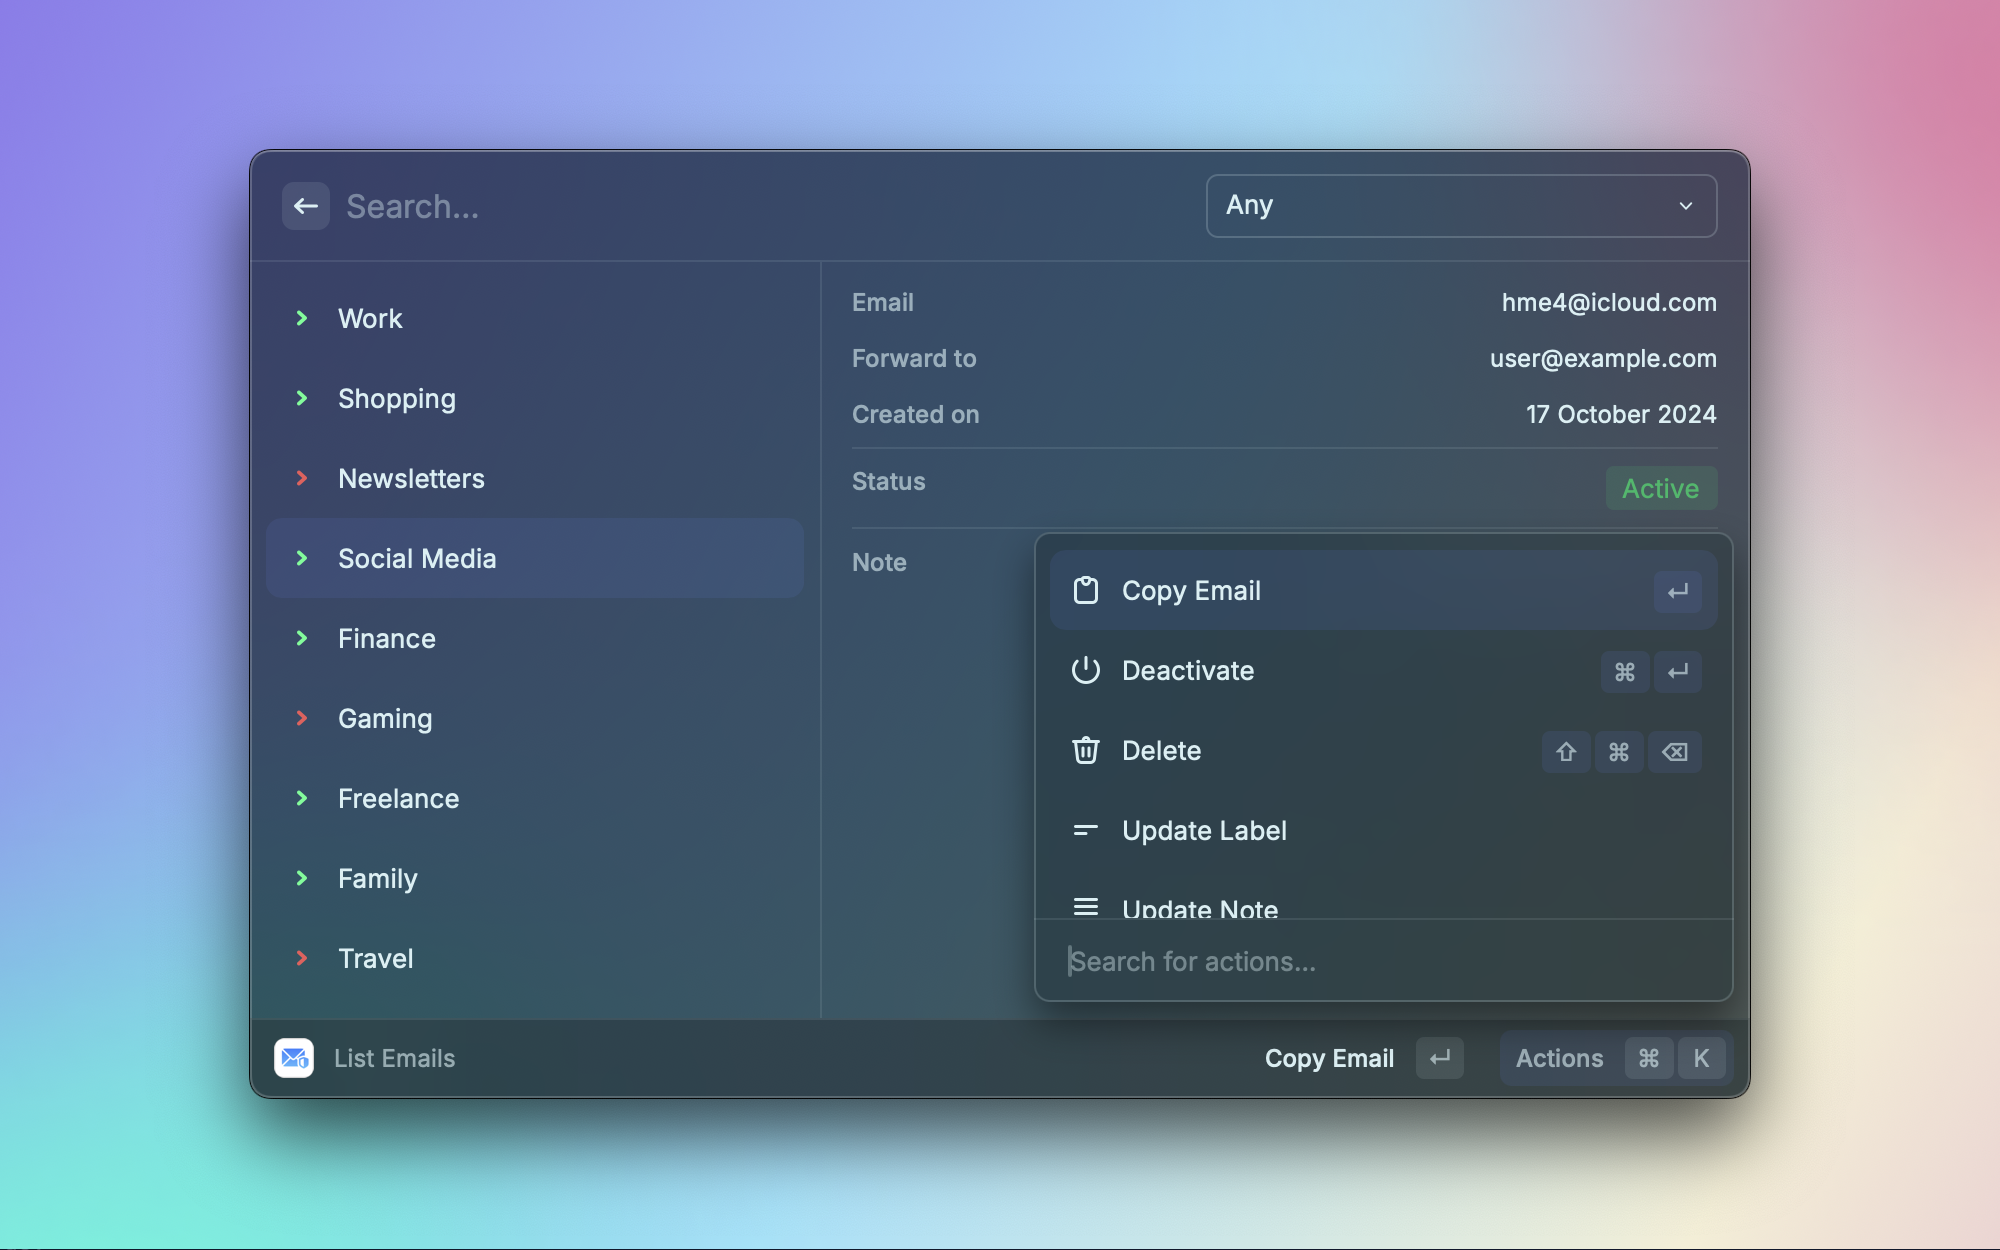 Search...
Any
Work
Shopping
Newsletters
Social Media
Finance
Gaming
Freelance
Family
Travel
Email hme4@icloud.com
Forward to user@example.com
Created on 17 October 2024
Status Active
Note
Copy Email ↵
Deactivate ⌘ ↵
Delete ⇧ ⌘ ⌫
Update Label
Update Note
Search for actions...
List Emails
Copy Email ↵
Actions ⌘ K